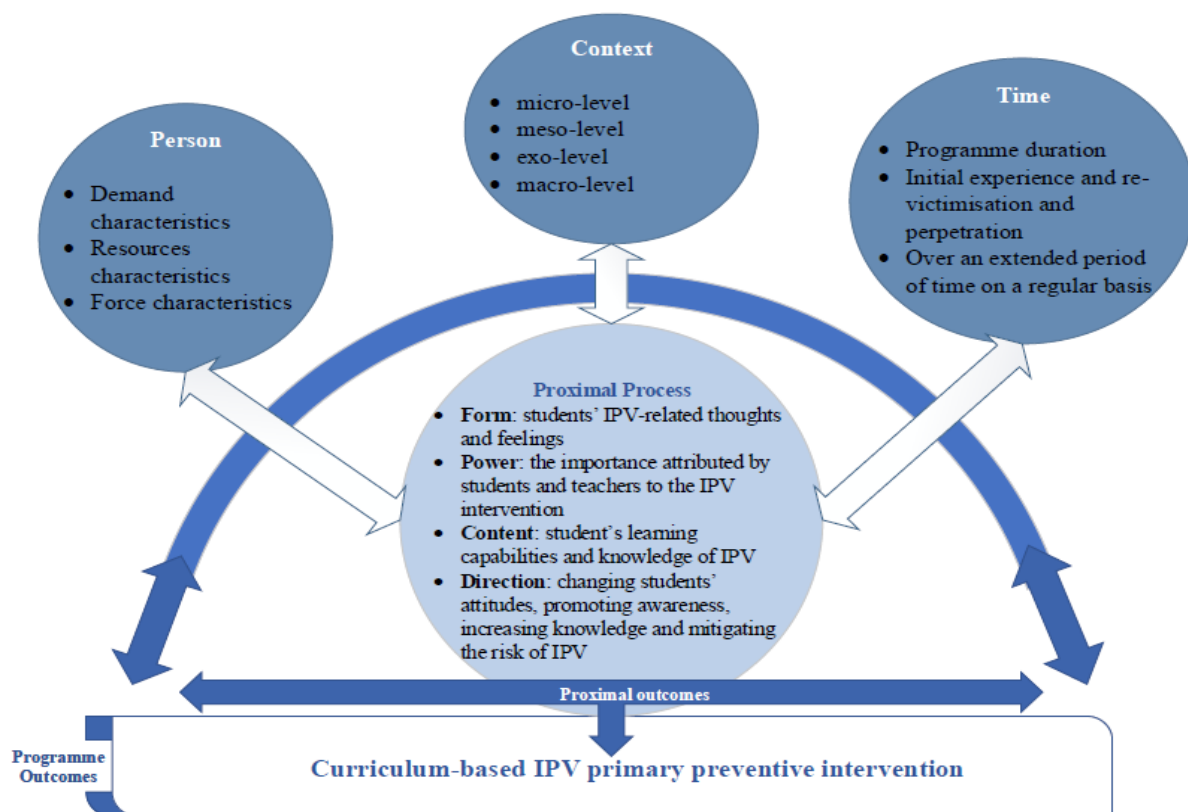 Person
• Demand
characteristics
• Resources
characteristics
• Force characteristics
Context
• micro-level
• meso-level
• exo-level
• macro-level
Time
• Programme duration
• Initial experience and re-
victimisation and
perpetration
• Over an extended period
of time on a regular basis
Proximal Process
• Form: students’ IPV-related thoughts
and feelings
• Power: the importance attributed by
students and teachers to the IPV
intervention
• Content: student’s learning
capabilities and knowledge of IPV
• Direction: changing students’
attitudes, promoting awareness,
increasing knowledge and mitigating
the risk of IPV
Proximal outcomes
Programme
Outcomes
Curriculum-based IPV primary preventive intervention